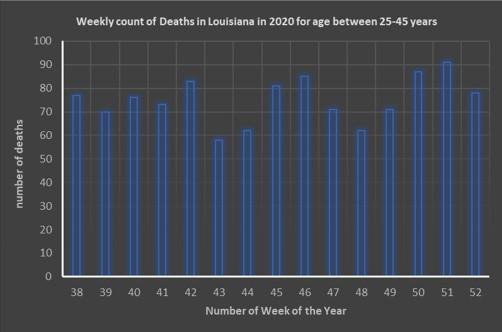 Weekly count of Deaths in Louisiana in 2020 for age between 25-45 years
100
90
80
70
60
50
40
30
20
10
0
number of deaths
38 39 40 41 42 43 44 45 46 47 48 49 50 51 52
Number of Week of the Year